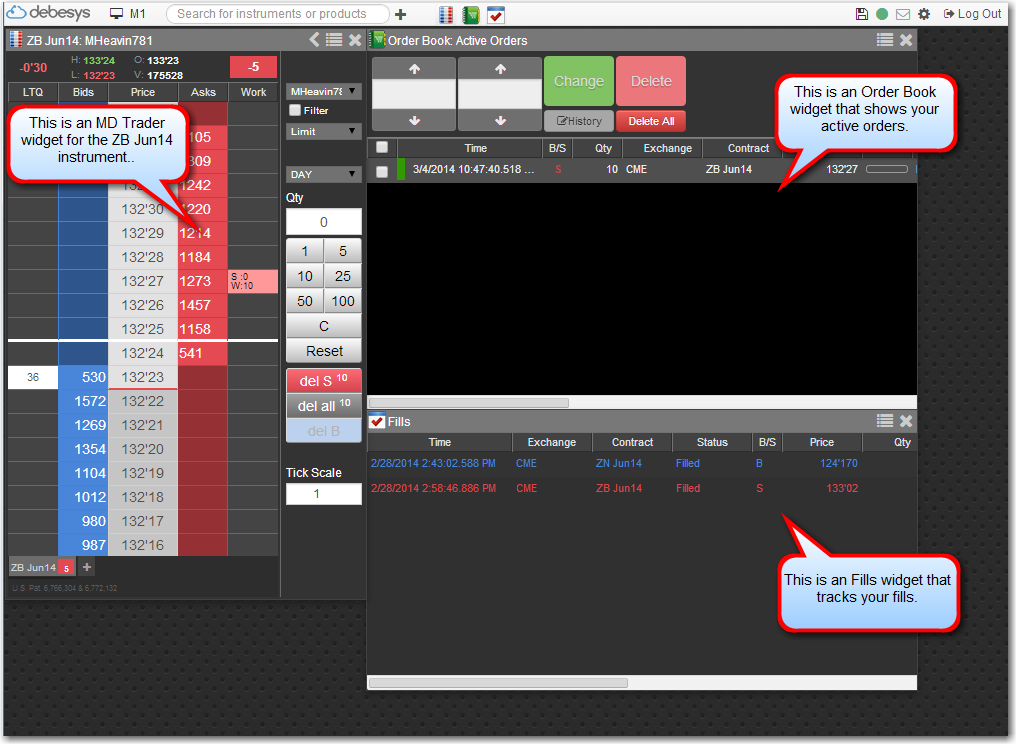 debesys
M1
Search for instruments or products
Log Out
ZB Jun14: MHeavin781
-0'30
H: 133'24
O: 133'23
L: 132'23
V: 175528
-5
LTQ Bids Price Asks Work
This is an MD Trader
widget for the ZB Jun14
instrument..
105
309
1242
132'30 1220
132'29 1214
132'28 1184
132'27 1273 S :0
W:10
132'26 1457
132'25 1158
132'24 541
36 530 132'23
1572 132'22
1269 132'21
1354 132'20
1104 132'19
1012 132'18
980 132'17
987 132'16
ZB Jun14 5 +
U.S. Pat. 6,766,304 & 6,772,132
MHeavin78
Filter
Limit
DAY
Qty
0
1 5
10 25
50 100
C
Reset
del S 10
del all 10
del B
Tick Scale
1
Order Book: Active Orders
Change
Delete
History
Delete All
This is an Order Book
widget that shows your
active orders.
Time B/S Qty Exchange Contract
3/4/2014 10:47:40.518 ... S 10 CME ZB Jun14 132'27
Fills
Time Exchange Contract Status B/S Price Qty
2/28/2014 2:43:02.588 PM CME ZN Jun14 Filled B 124'170
2/28/2014 2:58:46.886 PM CME ZB Jun14 Filled S 133'02
This is an Fills widget that
tracks your fills.